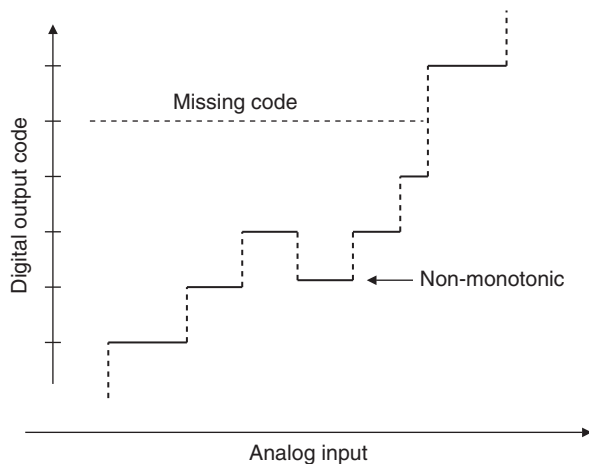 Missing code
Digital output code
Non-monotonic
Analog input